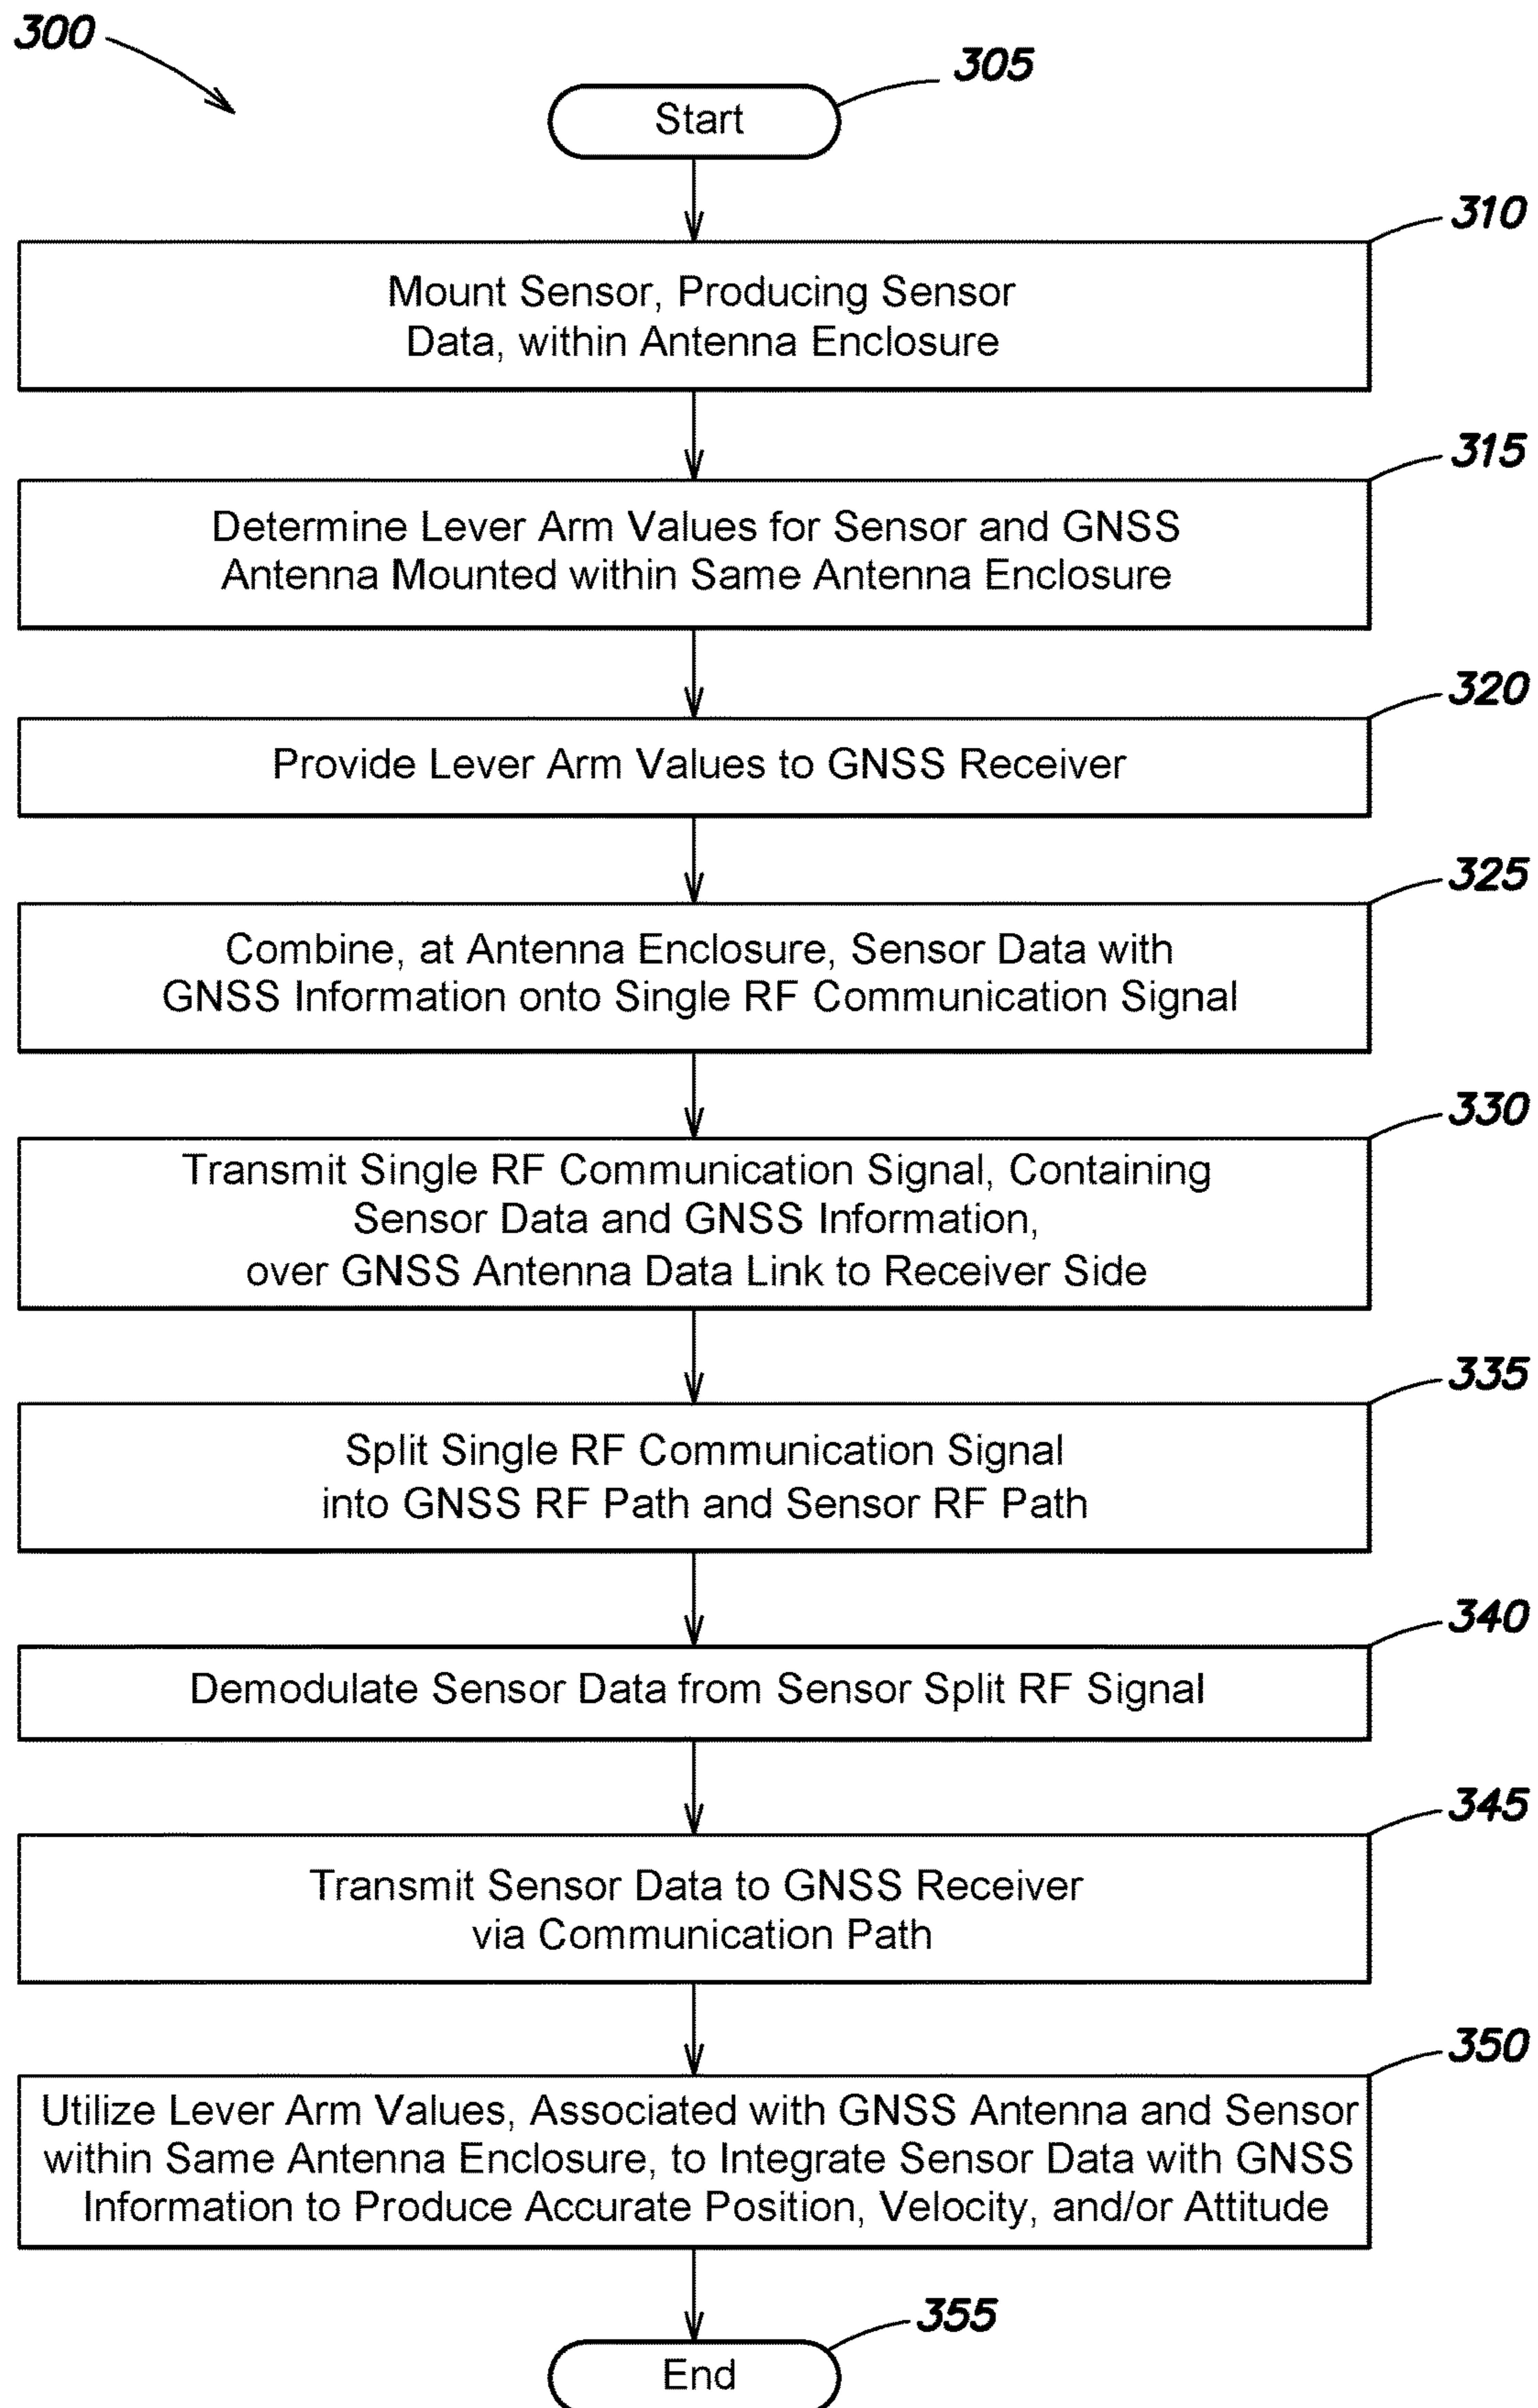 300
305
Start
310
Mount Sensor, Producing Sensor
Data, within Antenna Enclosure
315
Determine Lever Arm Values for Sensor and GNSS
Antenna Mounted within Same Antenna Enclosure
320
Provide Lever Arm Values to GNSS Receiver
325
Combine, at Antenna Enclosure, Sensor Data with
GNSS Information onto Single RF Communication Signal
330
Transmit Single RF Communication Signal, Containing
Sensor Data and GNSS Information,
over GNSS Antenna Data Link to Receiver Side
335
Split Single RF Communication Signal
into GNSS RF Path and Sensor RF Path
340
Demodulate Sensor Data from Sensor Split RF Signal
345
Transmit Sensor Data to GNSS Receiver
via Communication Path
350
Utilize Lever Arm Values, Associated with GNSS Antenna and Sensor
within Same Antenna Enclosure, to Integrate Sensor Data with GNSS
Information to Produce Accurate Position, Velocity, and/or Attitude
355
End